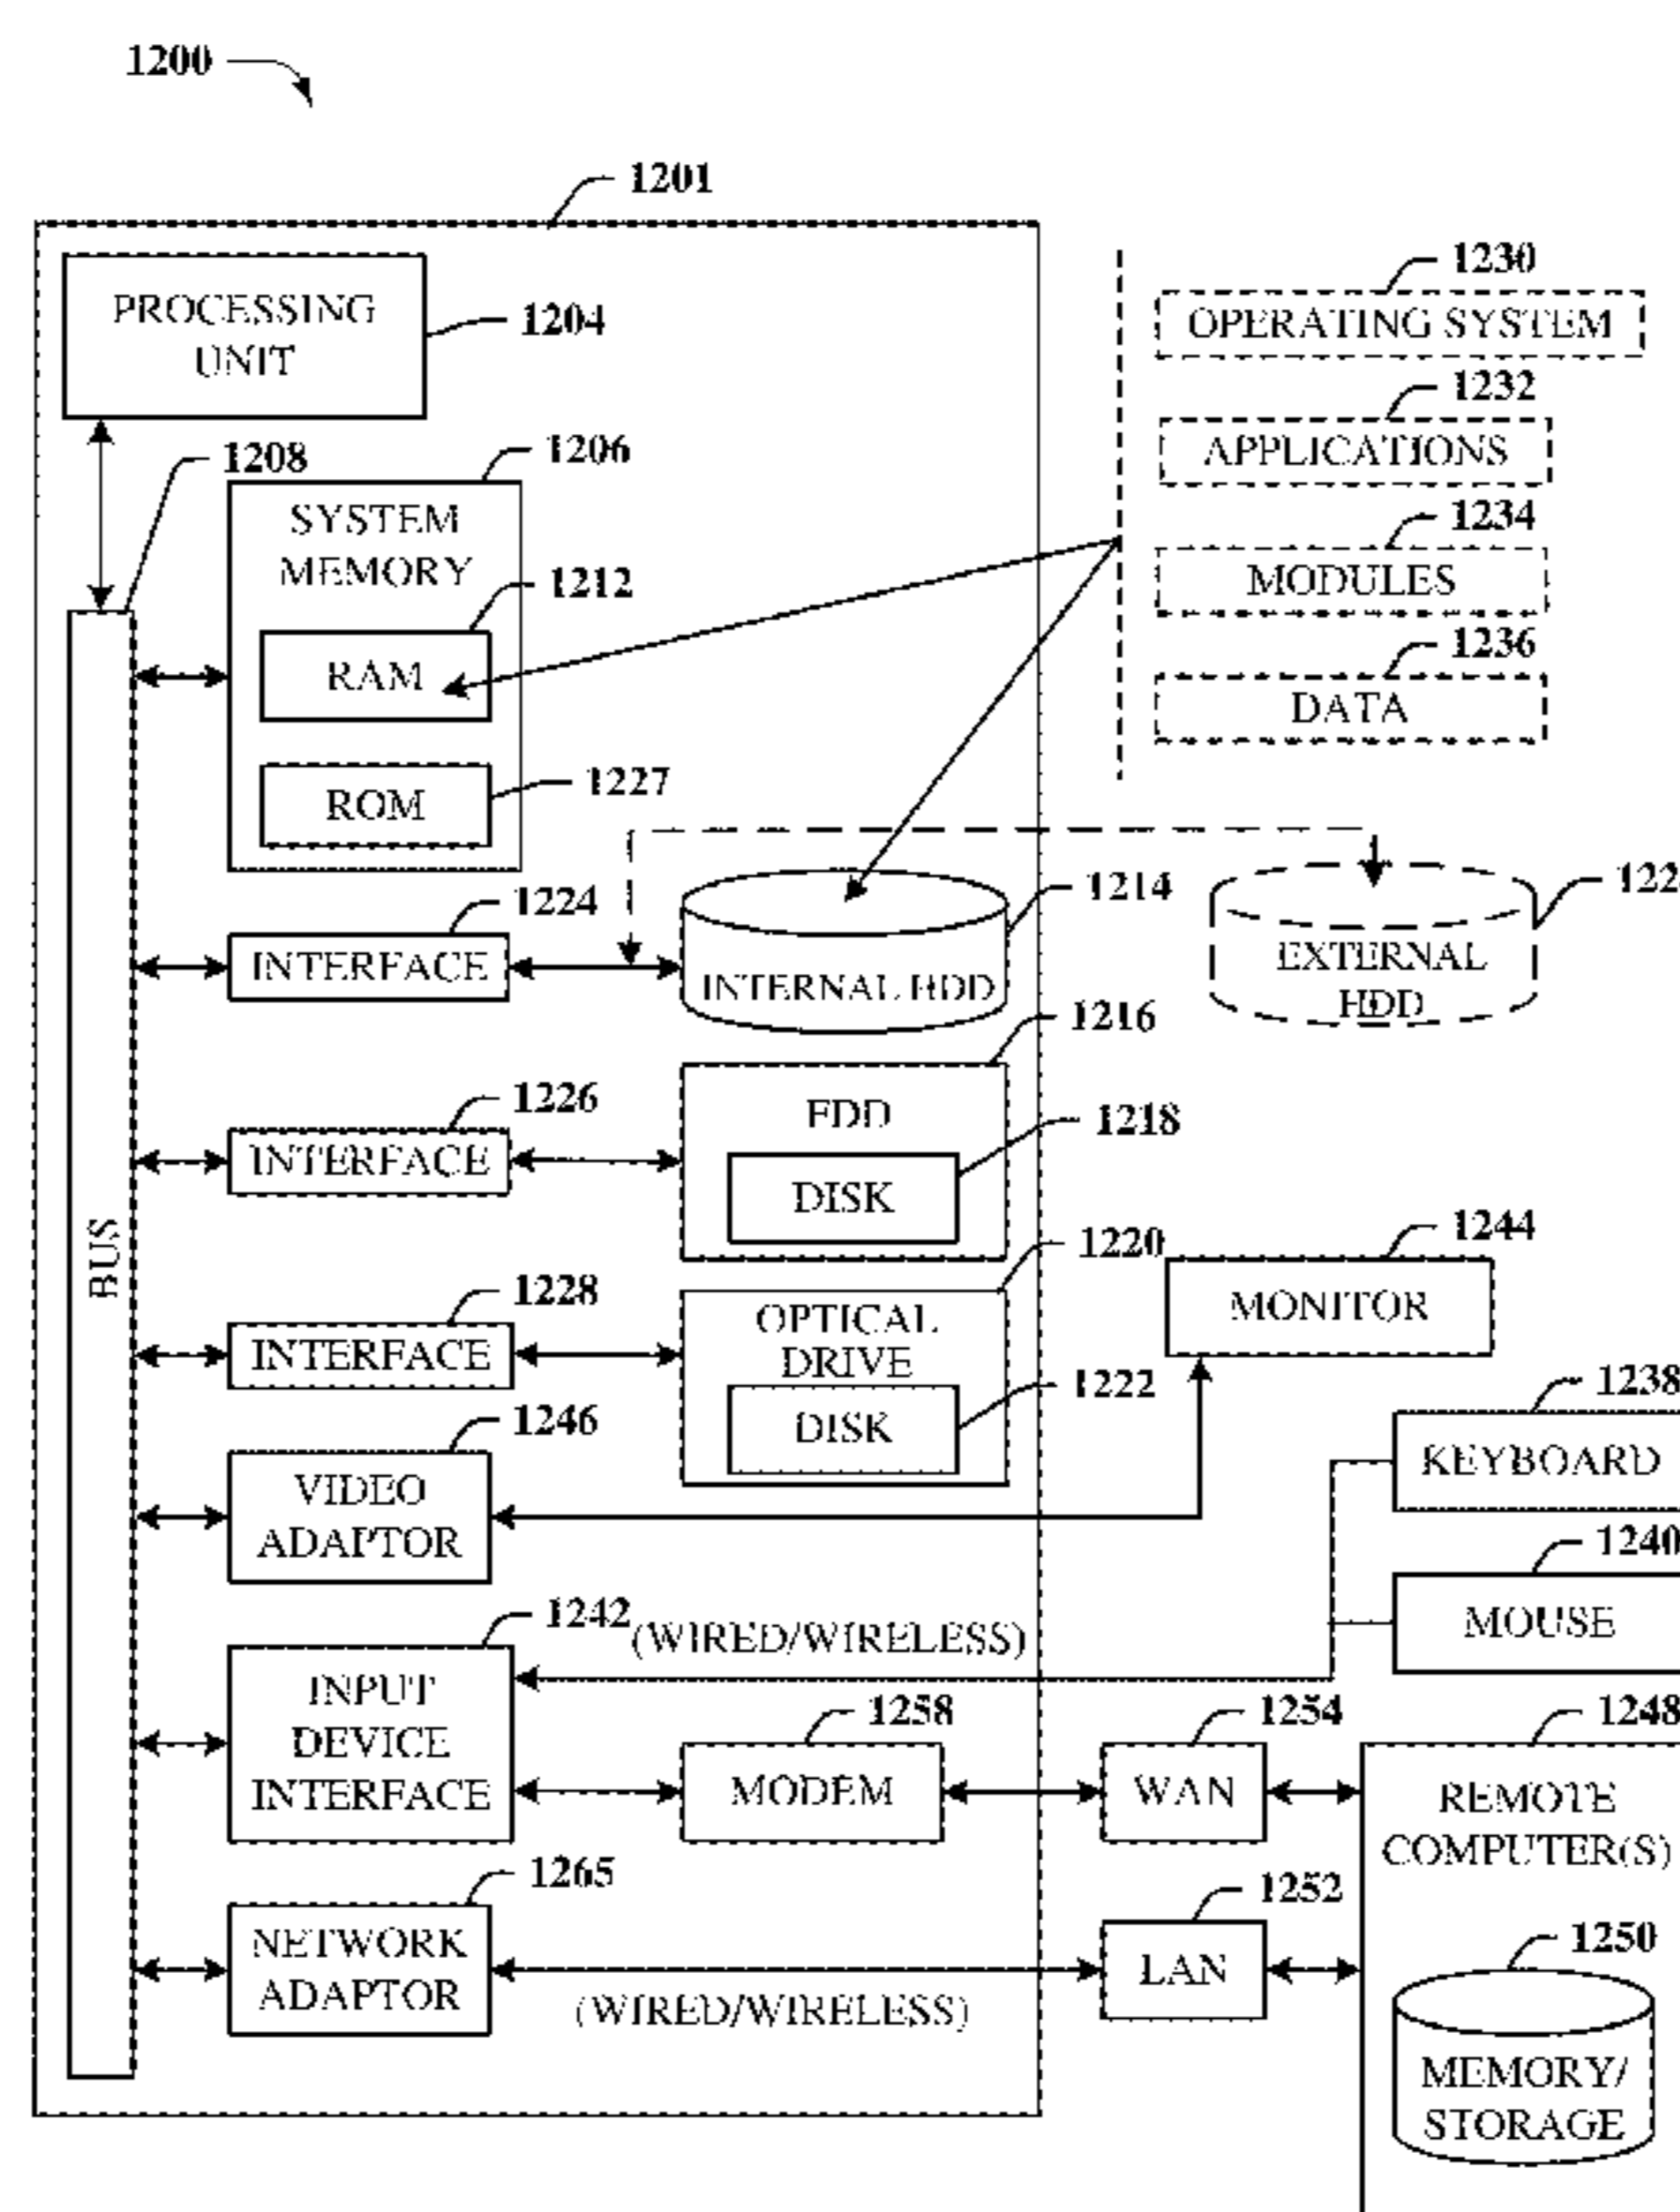 1200
1201
PROCESSING
UNIT
1204
1230
OPERATING SYSTEM
1232
APPLICATIONS
1234
MODULES
1236
DATA
1208
1206
SYSTEM
MEMORY
1212
RAM
1227
ROM
1224
INTERFACE
1214
INTERNAL HDD
122
EXTERNAL
HDD
1216
FDD
1226
INTERFACE
1218
DISK
BUS
1220
OPTICAL
DRIVE
1228
INTERFACE
1222
DISK
1244
MONITOR
1246
VIDEO
ADAPTOR
1238
KEYBOARD
1240
MOUSE
1242
(WIRED/WIRELESS)
INPUT
DEVICE
INTERFACE
1258
MODEM
1254
WAN
1248
REMOTE
COMPUTER(S)
1265
NETWORK
ADAPTOR
(WIRED/WIRELESS)
1252
LAN
1250
MEMORY/
STORAGE